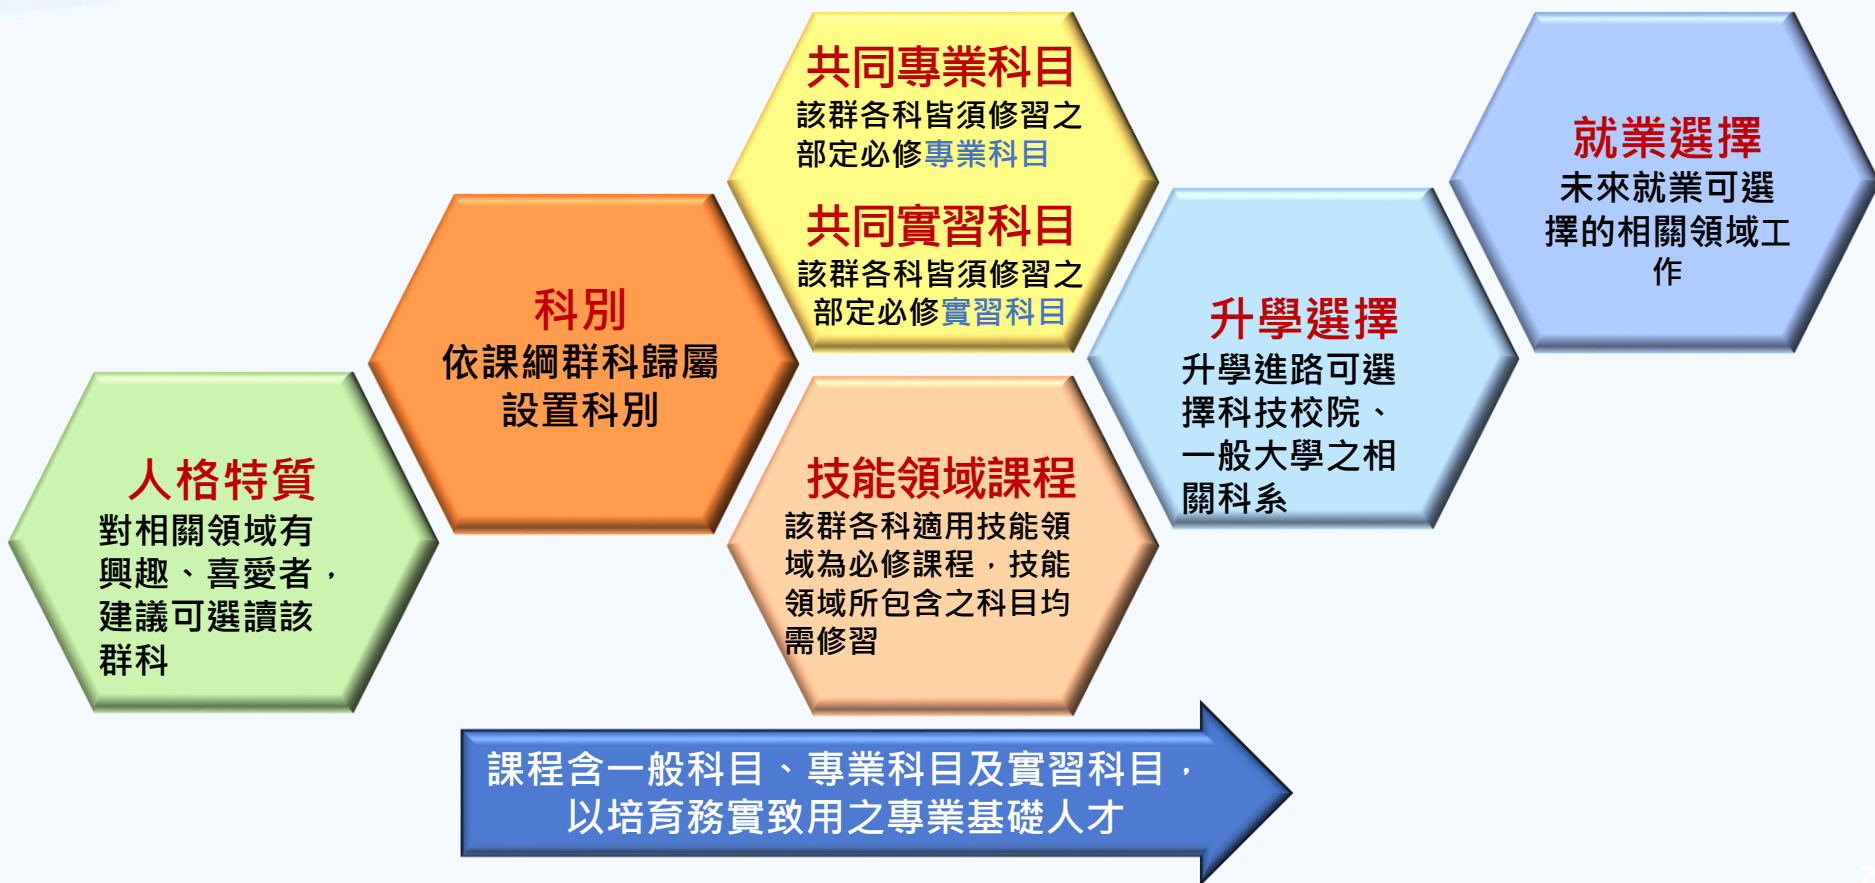 人格特質
對相關領域有
興趣、喜愛者，
建議可選讀該
群科
科別
依課綱群科歸屬
設置科別
共同專業科目
該群各科皆須修習之
部定必修專業科目
共同實習科目
該群各科皆須修習之
部定必修實習科目
技能領域課程
該群各科適用技能領
域為必修課程，技能
領域所包含之科目均
需修習
升學選擇
升學進路可選
擇科技校院、
一般大學之相
關科系
就業選擇
未來就業可選
擇的相關領域工
作
課程含一般科目、專業科目及實習科目，
以培育務實致用之專業基礎人才